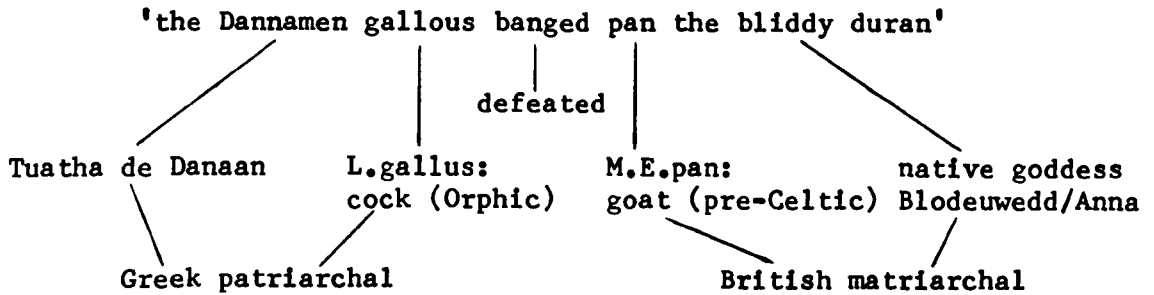 'the Dannamen gallous banged pan the bliddy duran'
defeated
Tuatha de Danaan L.gallus: M.E.pan: native goddess
cock (Orphic) goat (pre-Celtic) Blodeuwedd/Anna
Greek patriarchal British matriarchal